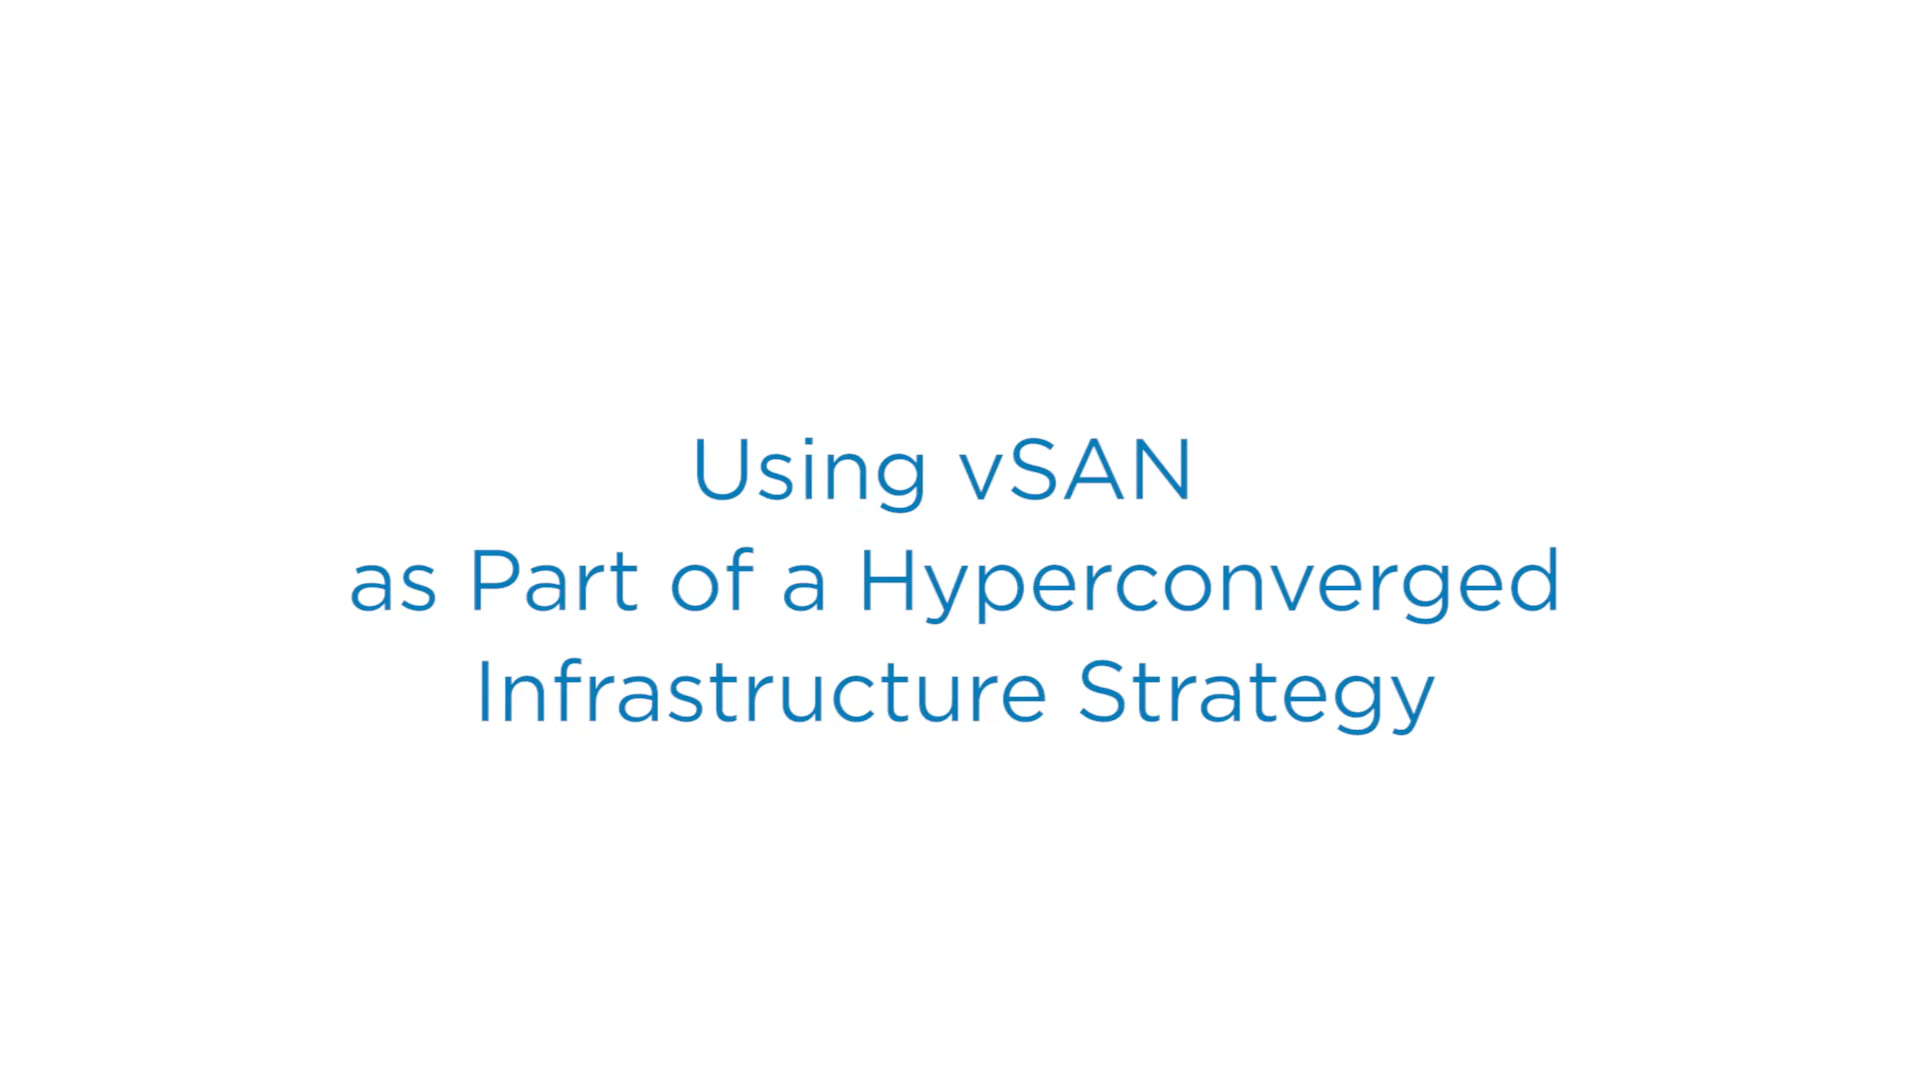 Using vSAN
as Part of a Hyperconverged
Infrastructure Strategy